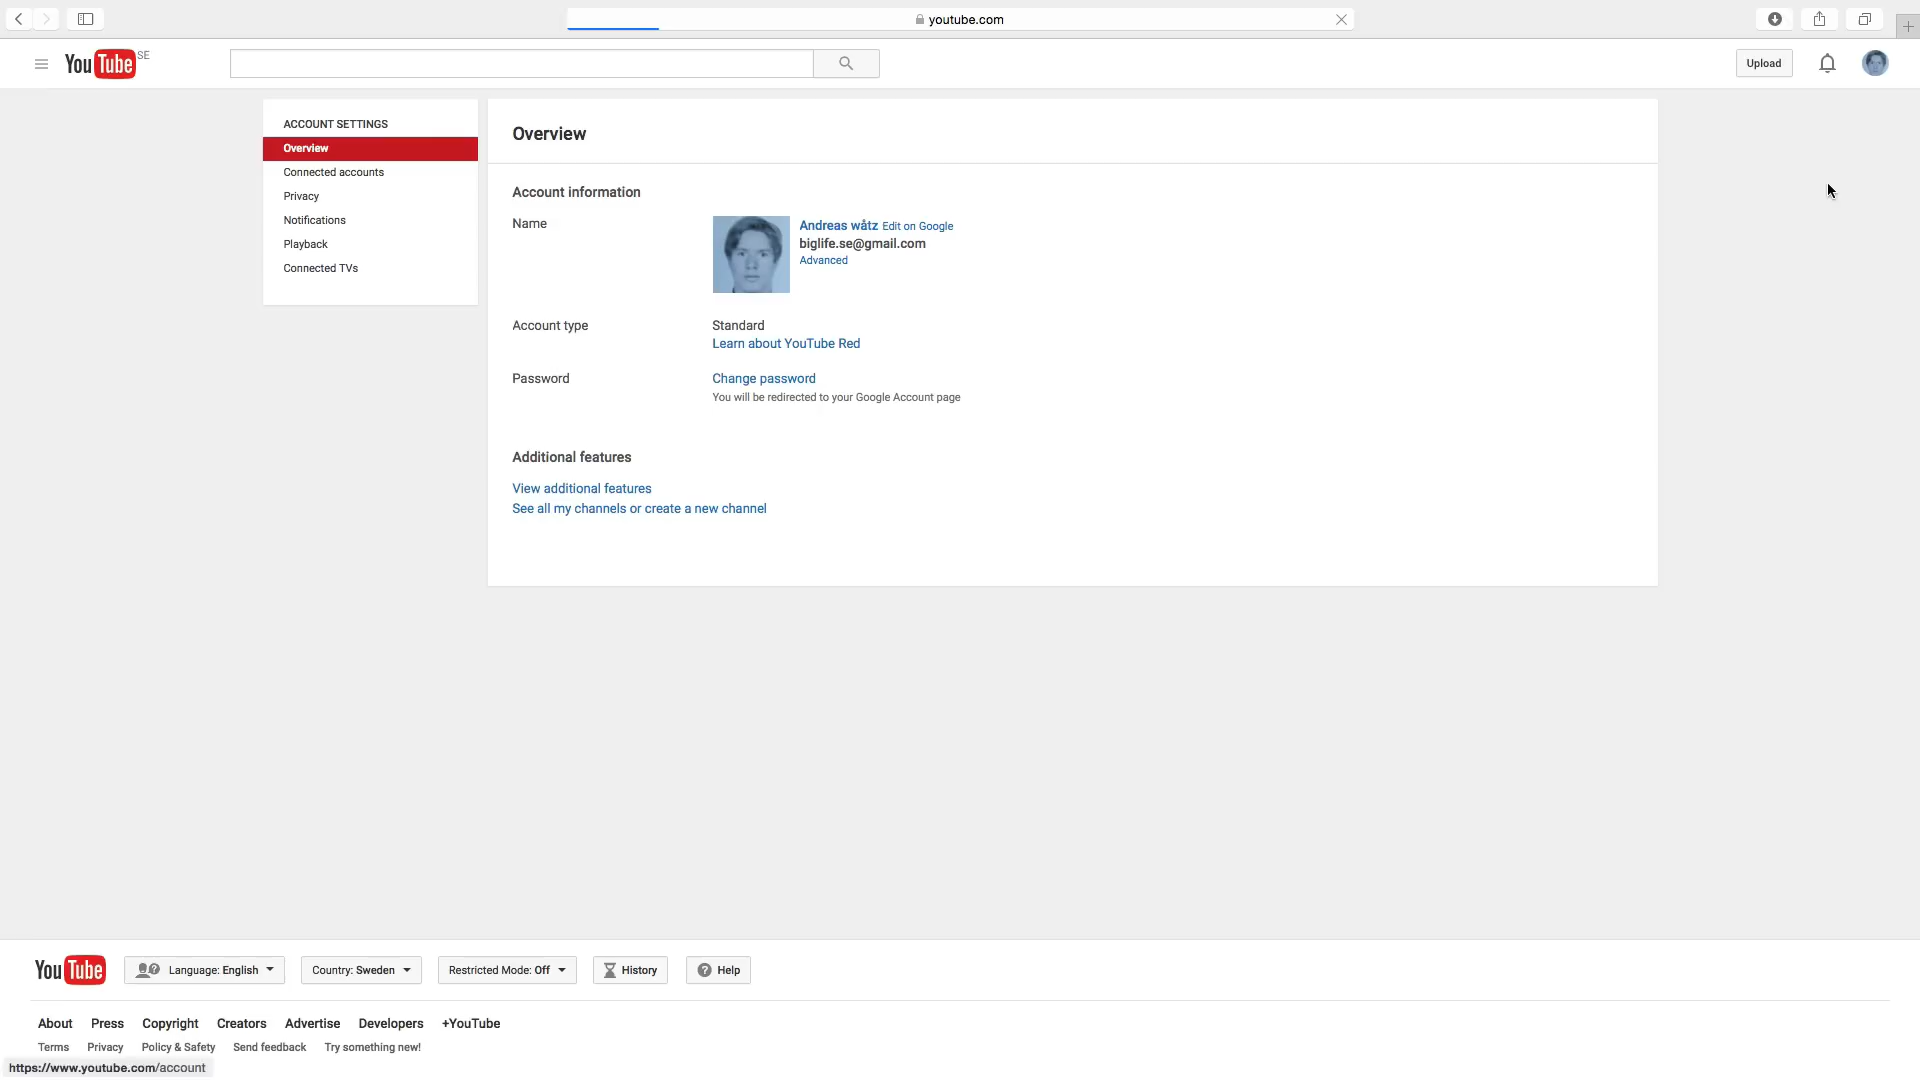 youtube.com
YouTube SE
Upload
ACCOUNT SETTINGS
Overview
Connected accounts
Privacy
Notifications
Playback
Connected TVs
Overview
Account information
Name
Andreas wåtz Edit on Google
biglife.se@gmail.com
Advanced
Account type
Standard
Learn about YouTube Red
Password
Change password
You will be redirected to your Google Account page
Additional features
View additional features
See all my channels or create a new channel
YouTube Language: English Country: Sweden Restricted Mode: Off History Help
About Press Copyright Creators Advertise Developers +YouTube
Terms Privacy Policy & Safety Send feedback Try something new!
https://www.youtube.com/account